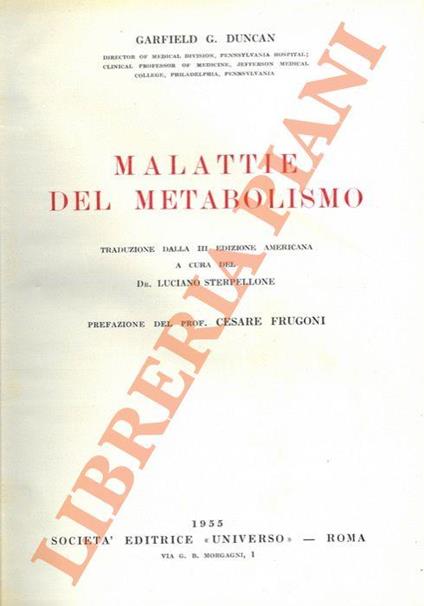 GARFIELD G. DUNCAN
DIRECTOR OF MEDICAL DIVISION, PENNSYLVANIA HOSPITAL;
CLINICAL PROFESSOR OF MEDICINE, JEFFERSON MEDICAL
COLLEGE, PHILADELPHIA, PENNSYLVANIA
MALATTIE
DEL METABOLISMO
TRADUZIONE DALLA III EDIZIONE AMERICANA
A CURA DEL
DR. LUCIANO STERPELLONE
PREFAZIONE DEL PROF. CESARE FRUGONI
1955
SOCIETA' EDITRICE «UNIVERSO» — ROMA
VIA G. B. MORGAGNI, 1
LIBRERIA PIANI